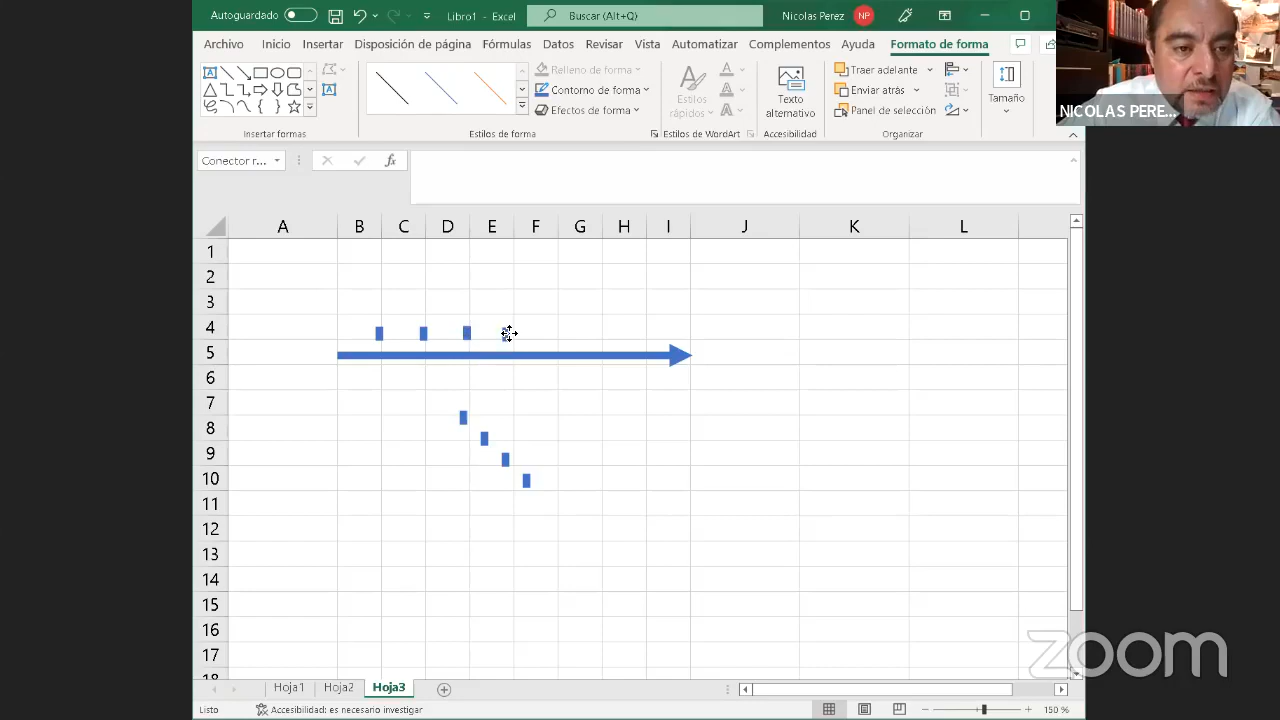 Autoguardado
Libro1 - Excel
Buscar (Alt+Q)
Nicolas Perez
NP
Archivo
Inicio
Insertar
Disposición de página
Fórmulas
Datos
Revisar
Vista
Automatizar
Complementos
Ayuda
Formato de forma
Relleno de forma
Contorno de forma
Efectos de forma
Estilos rápidos
Texto alternativo
Traer adelante
Enviar atrás
Panel de selección
Tamaño
NICOLAS PERE...
Insertar formas
Estilos de forma
Estilos de WordArt
Accesibilidad
Organizar
Conector r...
fx
A B C D E F G H I J K L
1
2
3
4
5
6
7
8
9
10
11
12
13
14
15
16
17
18
zoom
Hoja1
Hoja2
Hoja3
Listo
Accesibilidad: es necesario investigar
150 %